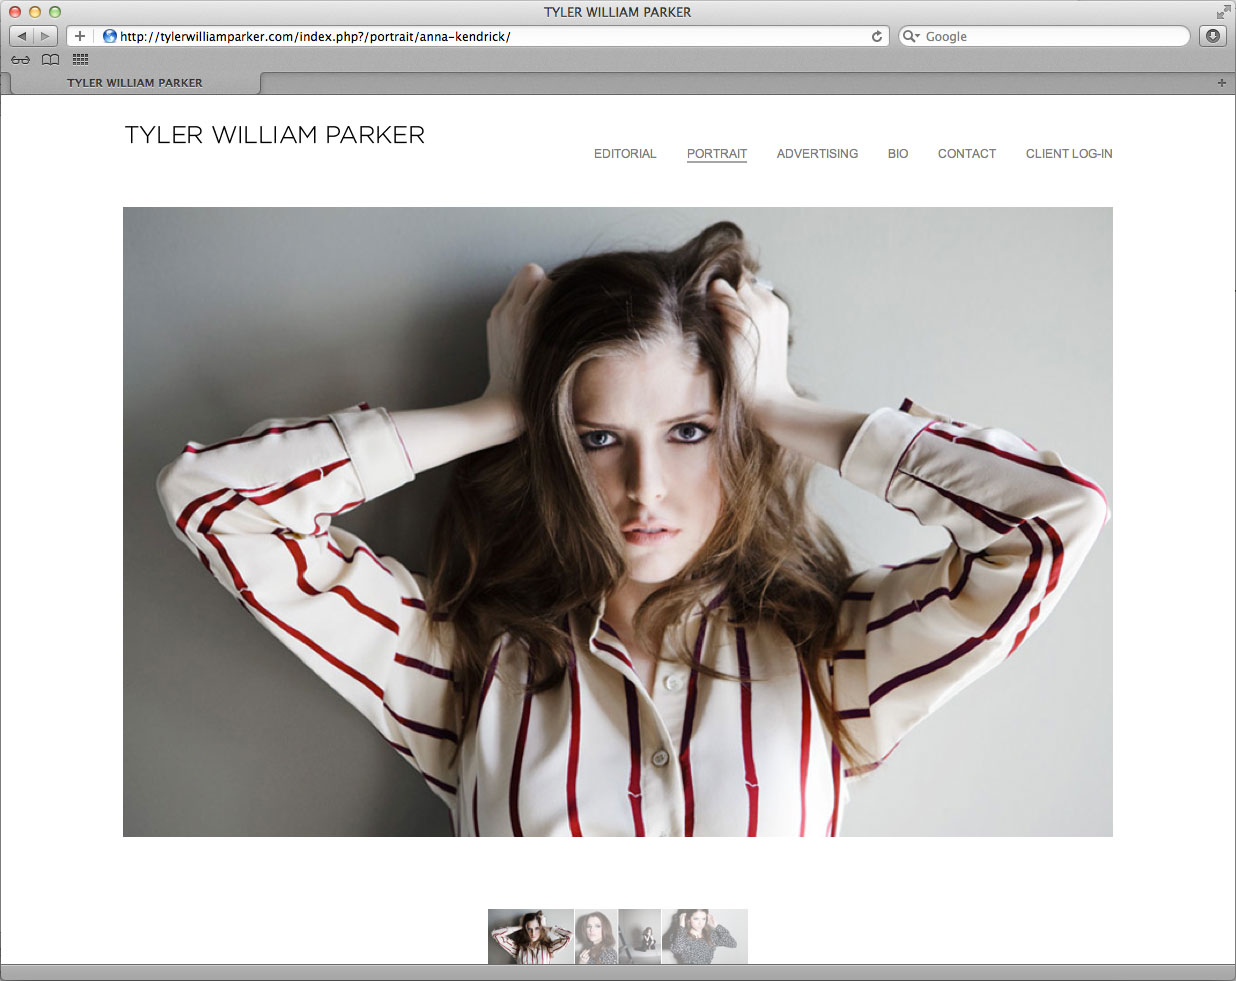 TYLER WILLIAM PARKER
http://tylerwilliamparker.com/index.php?/portrait/anna-kendrick/
Google
TYLER WILLIAM PARKER
TYLER WILLIAM PARKER
EDITORIAL PORTRAIT ADVERTISING BIO CONTACT CLIENT LOG-IN